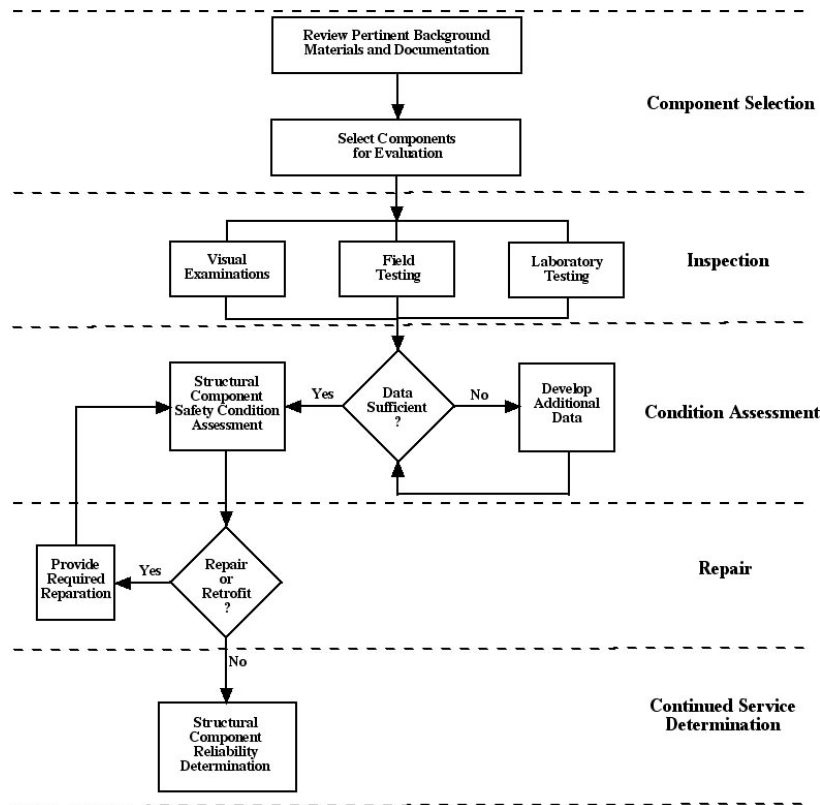 Review Pertinent Background
Materials and Documentation
Component Selection
Select Components
for Evaluation
Visual
Examinations
Field
Testing
Laboratory
Testing
Inspection
Structural
Component
Safety Condition
Assessment
Yes
Data
Sufficient
?
No
Develop
Additional
Data
Condition Assessment
Provide
Required
Reparation
Yes
Repair
or
Retrofit
?
Repair
No
Structural
Component
Reliability
Determination
Continued Service
Determination